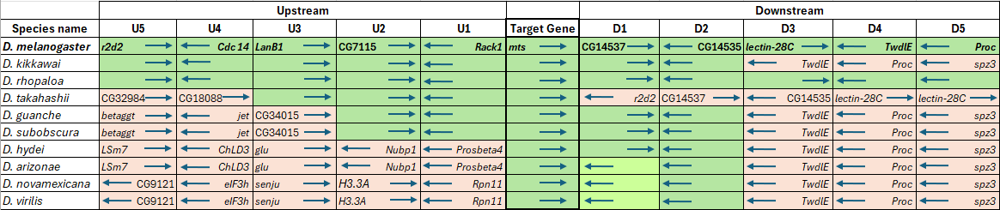 Upstream Downstream
Species name U5 U4 U3 U2 U1 Target Gene D1 D2 D3 D4 D5
D. melanogaster r2d2 Cdc14 LanB1 CG7115 Rack1 mts CG14537 CG14535 lectin-28C TwdlE Proc
D. kikkawai TwdlE Proc spz3
D. rhopaloa
D. takahashii CG32984 CG18088 r2d2 CG14537 CG14535 lectin-28C lectin-28C
D. guanche betaggt jet CG34015 TwdlE Proc spz3
D. subobscura betaggt jet CG34015 TwdlE Proc spz3
D. hydei LSm7 ChLD3 glu Nubp1 Prosbeta4 TwdlE Proc spz3
D. arizonae LSm7 ChLD3 glu Nubp1 Prosbeta4 TwdlE Proc spz3
D. novamexicana CG9121 eIF3h senju H3.3A Rpn11 TwdlE Proc spz3
D. virilis CG9121 eIF3h senju H3.3A Rpn11 TwdlE Proc spz3